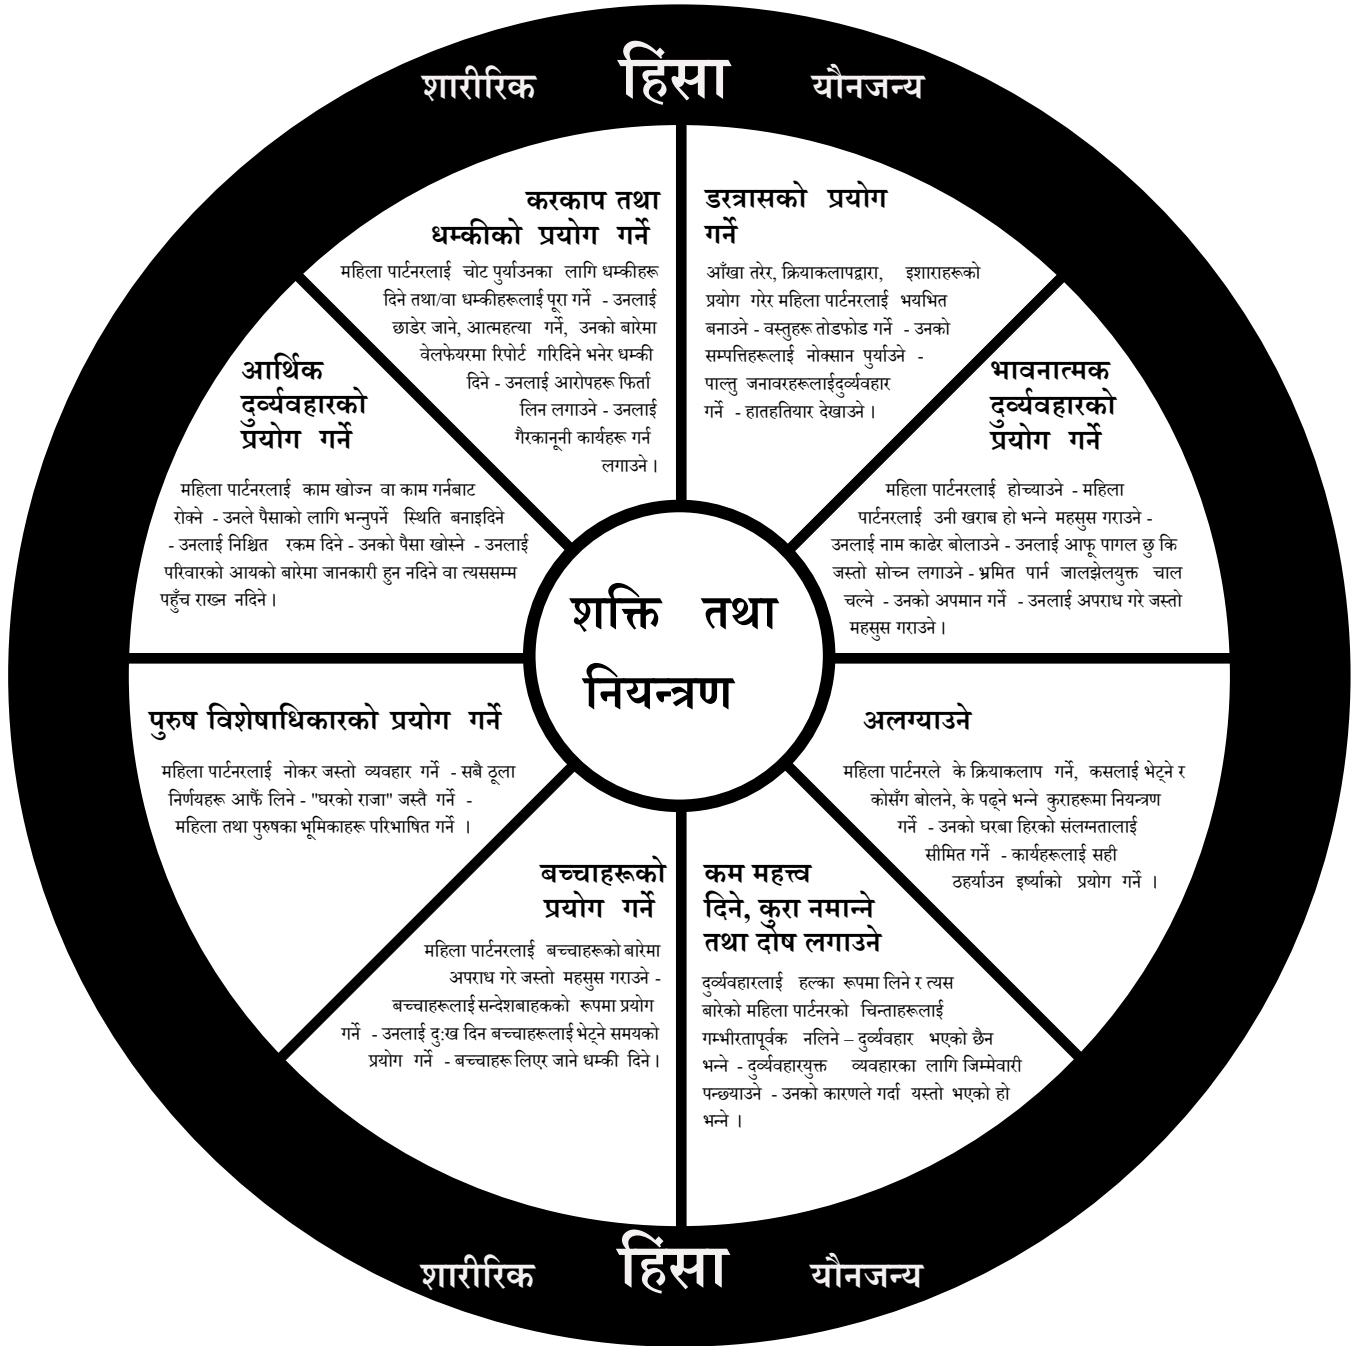 शारीरिक हिंसा यौनजन्य
करकाप तथा
धम्कीको प्रयोग गर्ने
महिला पार्टनरलाई चोट पुर्याउनका लागि धम्कीहरू
दिने तथा/वा धम्कीहरूलाई पूरा गर्ने - उनलाई
छाडेर जाने, आत्महत्या गर्ने, उनको बारेमा
वेलफेयरमा रिपोर्ट गरिदिने भनेर धम्की
दिने - उनलाई आरोपहरू फिर्ता
लिन लगाउने - उनलाई
गैरकानूनी कार्यहरू गर्न
लगाउने ।
डरत्रासको प्रयोग
गर्ने
आँखा तरेर, क्रियाकलापद्वारा, इशाराहरूको
प्रयोग गरेर महिला पार्टनरलाई भयभित
बनाउने - वस्तुहरू तोडफोड गर्ने - उनको
सम्पत्तिहरूलाई नोक्सान पुर्याउने -
पाल्तु जनावरहरूलाईदुर्व्यवहार
गर्ने - हातहतियार देखाउने ।
आर्थिक
दुर्व्यवहारको
प्रयोग गर्ने
महिला पार्टनरलाई काम खोज्न वा काम गर्नबाट
रोक्ने - उनले पैसाको लागि भन्नुपर्ने स्थिति बनाइदिने
- उनलाई निश्चित रकम दिने - उनको पैसा खोस्ने - उनलाई
परिवारको आयको बारेमा जानकारी हुन नदिने वा त्यससम्म
पहुँच राख्न नदिने ।
भावनात्मक
दुर्व्यवहारको
प्रयोग गर्ने
महिला पार्टनरलाई होच्याउने - महिला
पार्टनरलाई उनी खराब हो भन्ने महसुस गराउने -
उनलाई नाम काढेर बोलाउने - उनलाई आफू पागल छु कि
जस्तो सोच्न लगाउने - भ्रमित पार्न जालझेलयुक्त चाल
चल्ने - उनको अपमान गर्ने - उनलाई अपराध गरे जस्तो
महसुस गराउने ।
शक्ति तथा
नियन्त्रण
पुरुष विशेषाधिकारको प्रयोग गर्ने
महिला पार्टनरलाई नोकर जस्तो व्यवहार गर्ने - सबै ठूला
निर्णयहरू आफैं लिने - "घरको राजा" जस्तै गर्ने -
महिला तथा पुरुषका भूमिकाहरू परिभाषित गर्ने ।
अलग्याउने
महिला पार्टनरले के क्रियाकलाप गर्ने, कसलाई भेट्ने र
कोसँग बोलने, के पढ्ने भन्ने कुराहरूमा नियन्त्रण
गर्ने - उनको घरबा हिरको संलग्नतालाई
सीमित गर्ने - कार्यहरूलाई सही
ठहर्याउन इर्ष्याको प्रयोग गर्ने ।
बच्चाहरूको
प्रयोग गर्ने
महिला पार्टनरलाई बच्चाहरूको बारेमा
अपराध गरे जस्तो महसुस गराउने -
बच्चाहरूलाई सन्देशबाहकको रूपमा प्रयोग
गर्ने - उनलाई दु:ख दिन बच्चाहरूलाई भेट्ने समयको
प्रयोग गर्ने - बच्चाहरू लिएर जाने धम्की दिने ।
कम महत्त्व
दिने, कुरा नमान्ने
तथा दोष लगाउने
दुर्व्यवहारलाई हल्का रूपमा लिने र त्यस
बारेको महिला पार्टनरको चिन्ताहरूलाई
गम्भीरतापूर्वक नलिने – दुर्व्यवहार भएको छैन
भन्ने - दुर्व्यवहारयुक्त व्यवहारका लागि जिम्मेवारी
पन्छ्याउने - उनको कारणले गर्दा यस्तो भएको हो
भन्ने ।
शारीरिक हिंसा यौनजन्य